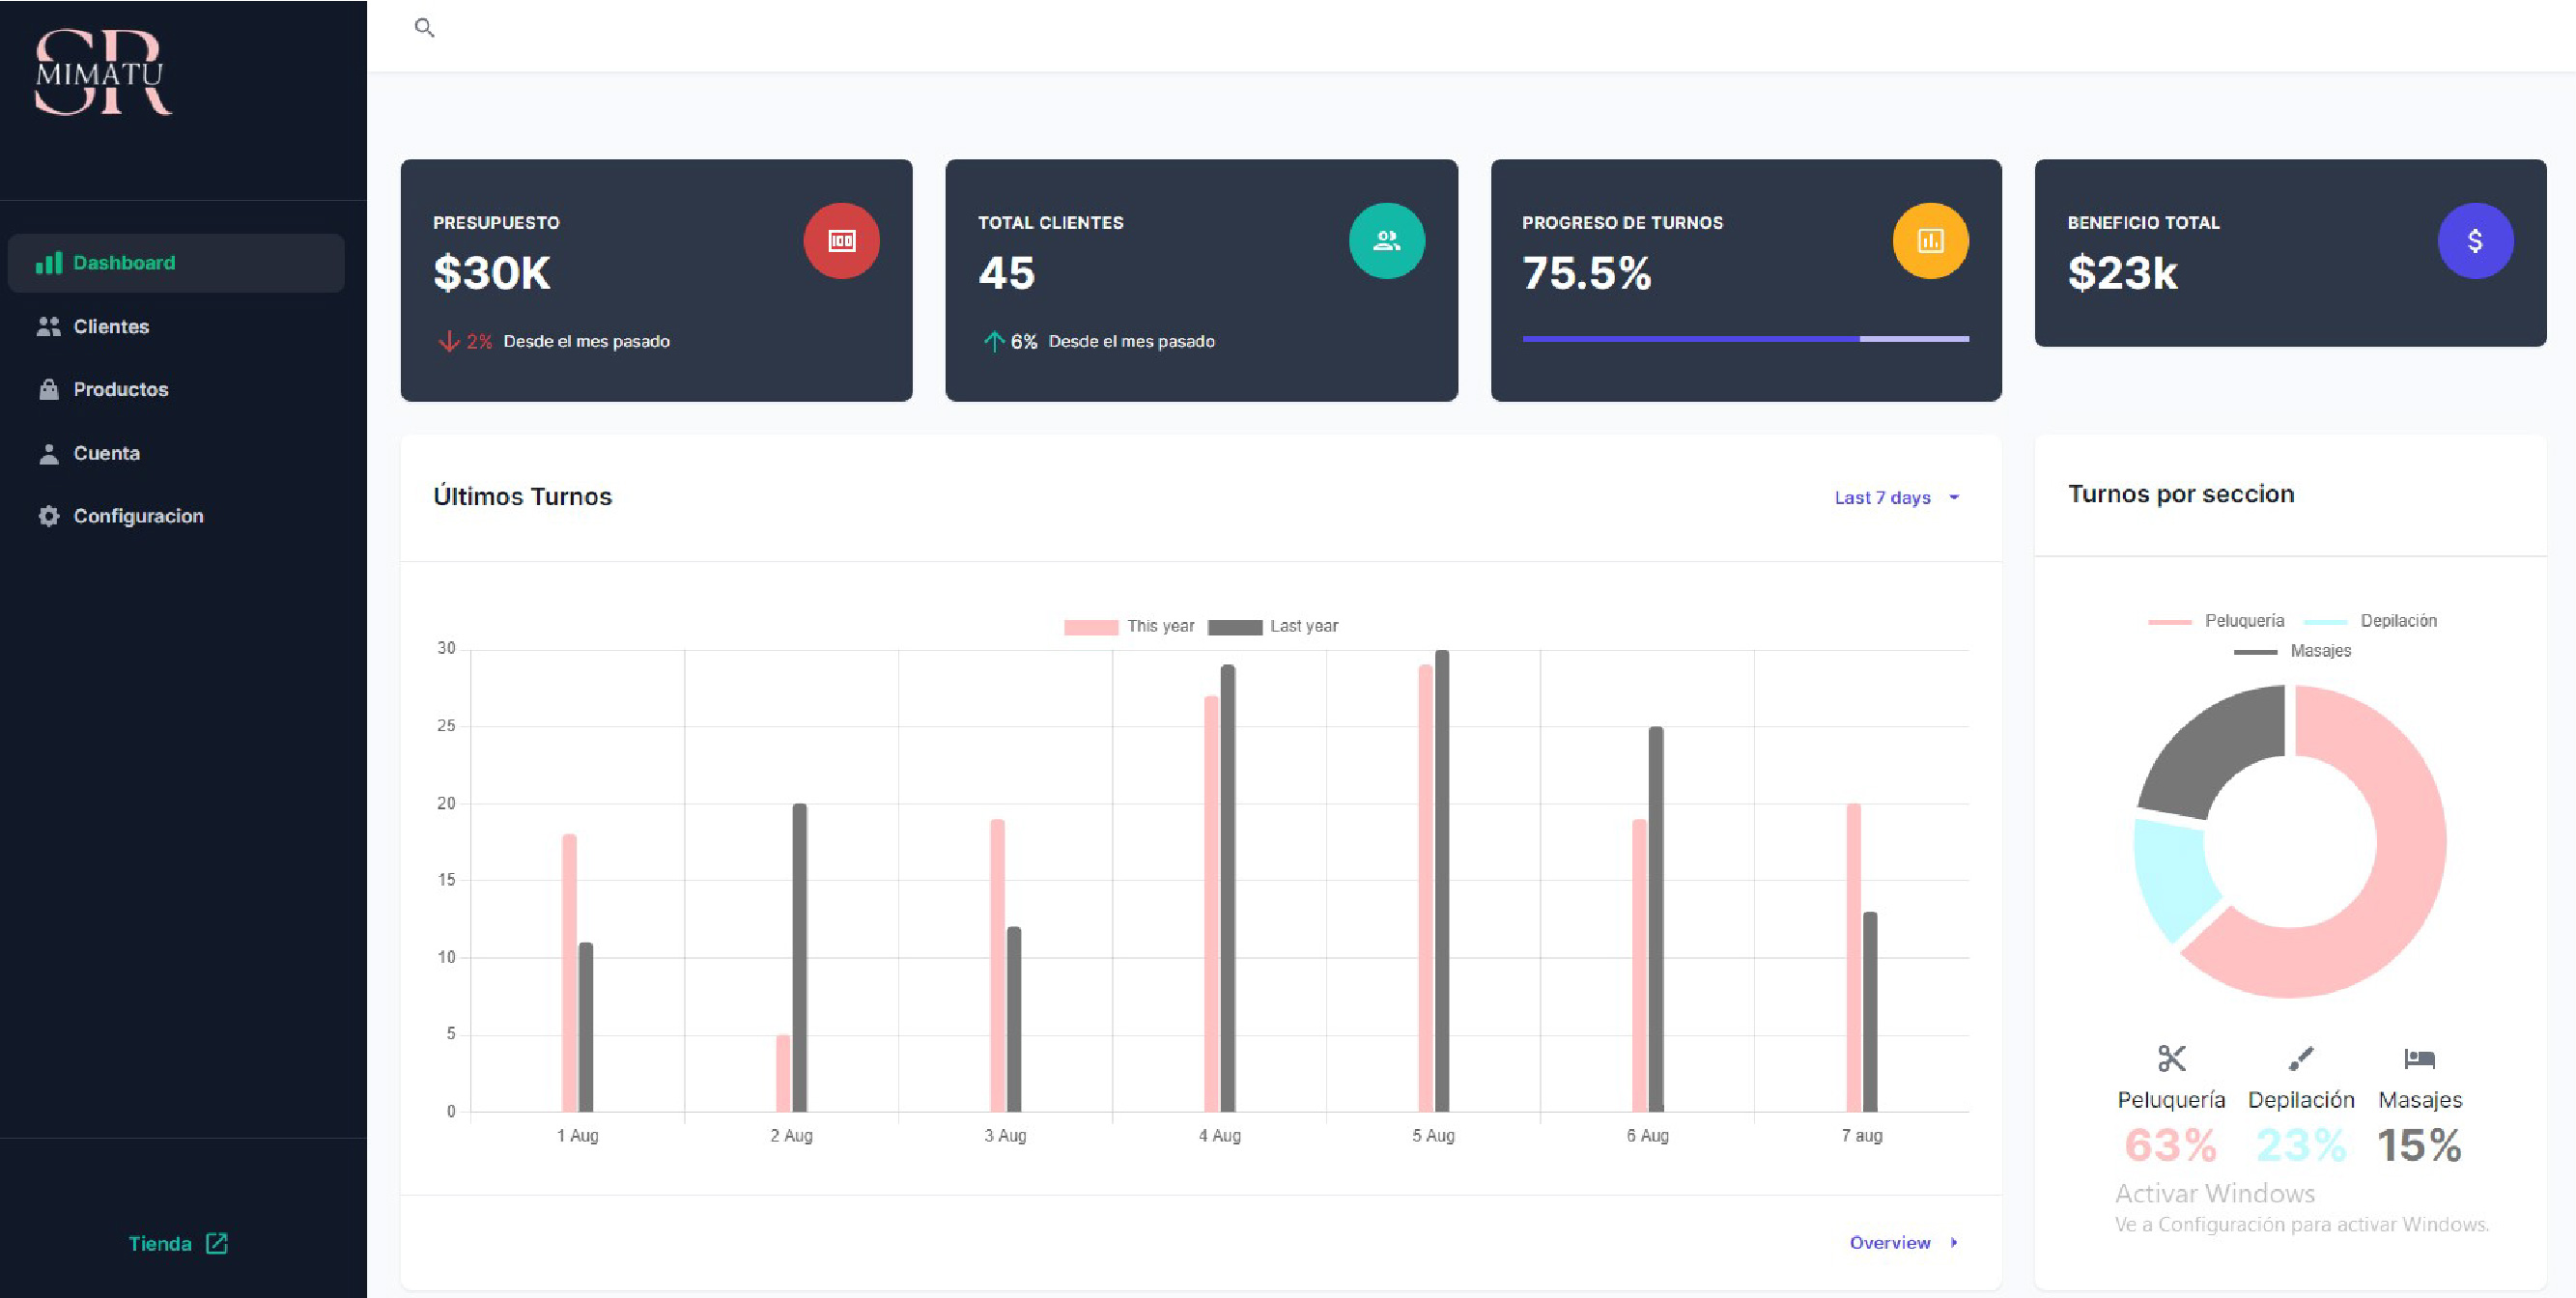 SR
MIMATU
Dashboard
Clientes
Productos
Cuenta
Configuracion
Tienda
PRESUPUESTO
$30K
2% Desde el mes pasado
TOTAL CLIENTES
45
6% Desde el mes pasado
PROGRESO DE TURNOS
75.5%
BENEFICIO TOTAL
$23k
$
Últimos Turnos
Last 7 days
This year Last year
30
25
20
15
10
5
0
1 Aug 2 Aug 3 Aug 4 Aug 5 Aug 6 Aug 7 aug
Overview
Turnos por seccion
Peluquería Depilación
Masajes
Peluquería Depilación Masajes
63% 23% 15%
Activar Windows
Ve a Configuración para activar Windows.